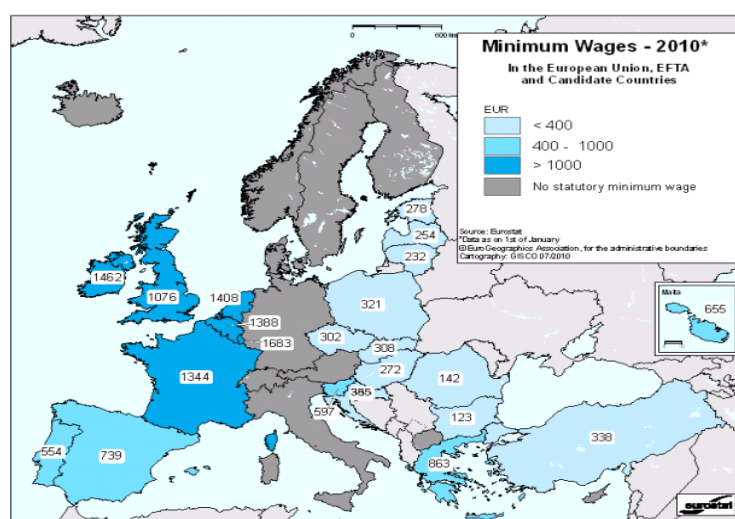 600 km
Minimum Wages - 2010*
In the European Union, EFTA
and Candidate Countries
EUR
< 400
400 - 1000
> 1000
No statutory minimum wage
Source: Eurostat
*Data as on 1st of January
© EuroGeographics Association, for the administrative boundaries
Cartography: GISCO 07/2010
278
254
232
1462
1076
1408
1388
1683
321
302
308
272
1344
142
385
597
123
338
554
739
863
Malta
655
eurostat